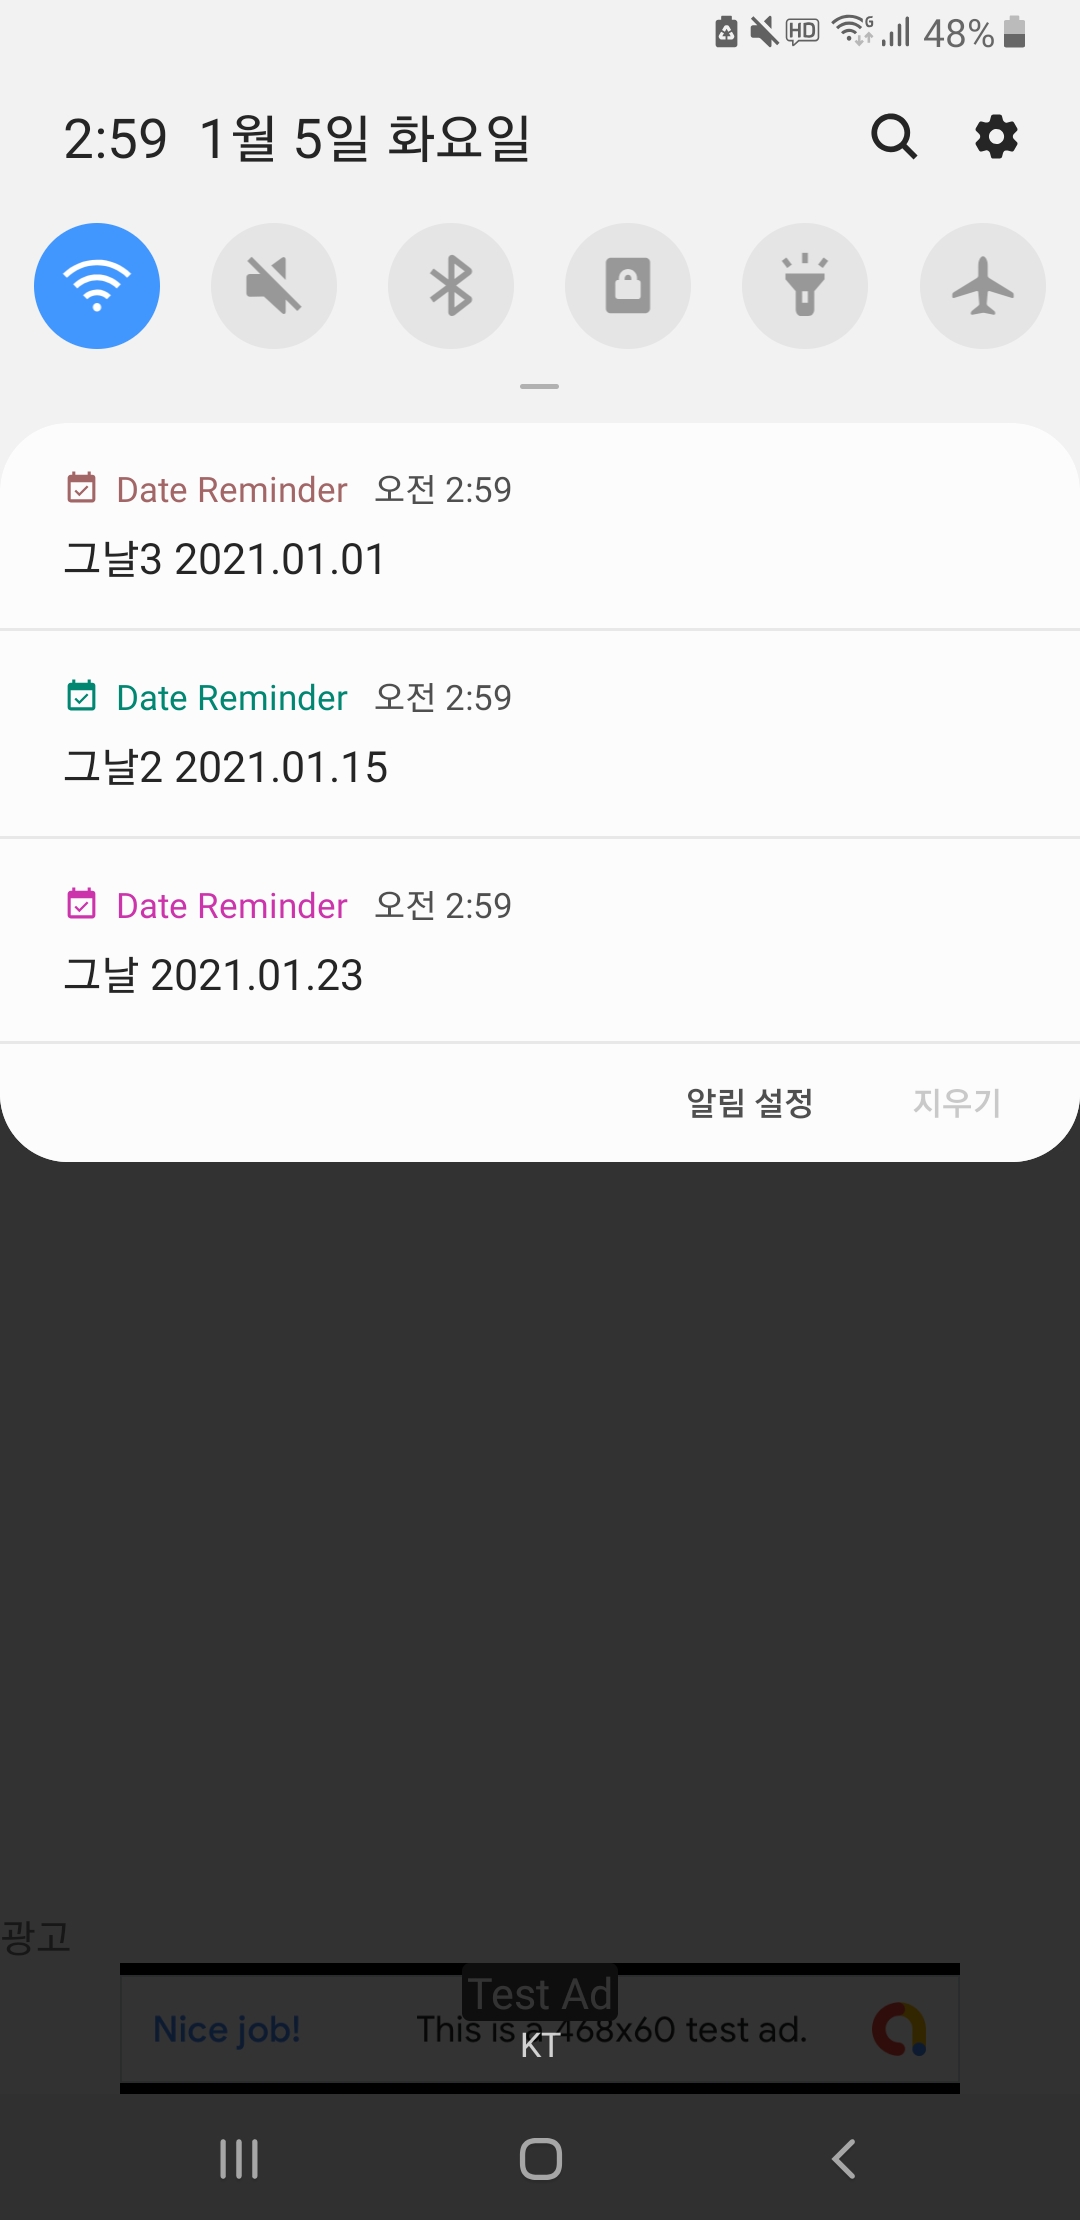 HD G 48%
2:59 1월 5일 화요일
Date Reminder 오전 2:59
그날3 2021.01.01
Date Reminder 오전 2:59
그날2 2021.01.15
Date Reminder 오전 2:59
그날 2021.01.23
알림 설정 지우기
광고
Test Ad
Nice job! This is a 468x60 test ad.
KT